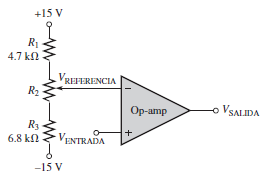 +15 V
R1
4.7 kΩ
VREFERENCIA
R2
−
Op-amp
VSALIDA
R3
6.8 kΩ
VENTRADA
+
−15 V